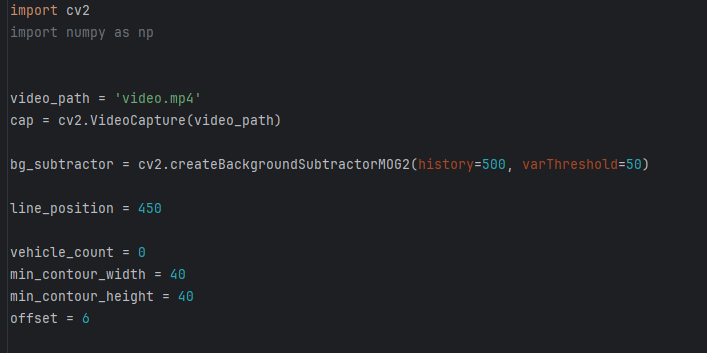 import cv2
import numpy as np
video_path = 'video.mp4'
cap = cv2.VideoCapture(video_path)
bg_subtractor = cv2.createBackgroundSubtractorMOG2(history=500, varThreshold=50)
line_position = 450
vehicle_count = 0
min_contour_width = 40
min_contour_height = 40
offset = 6